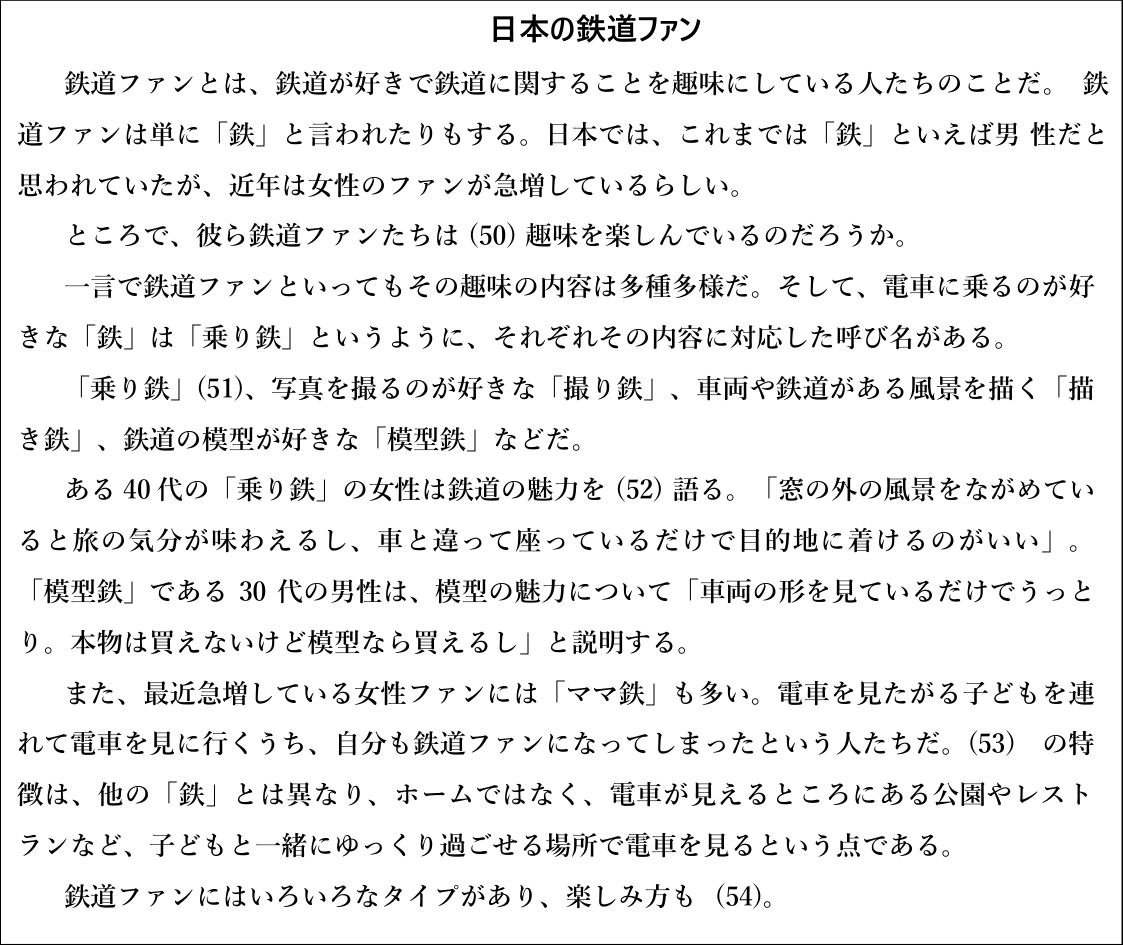 日本の鉄道ファン
鉄道ファンとは、鉄道が好きで鉄道に関することを趣味にしている人たちのことだ。 鉄
道ファンは単に「鉄」と言われたりもする。日本では、これまでは「鉄」といえば男 性だと
思われていたが、近年は女性のファンが急増しているらしい。
ところで、彼ら鉄道ファンたちは (50) 趣味を楽しんでいるのだろうか。
一言で鉄道ファンといってもその趣味の内容は多種多様だ。そして、電車に乗るのが好
きな「鉄」は「乗り鉄」というように、それぞれその内容に対応した呼び名がある。
「乗り鉄」(51)、写真を撮るのが好きな「撮り鉄」、車両や鉄道がある風景を描く「描
き鉄」、鉄道の模型が好きな「模型鉄」などだ。
ある 40 代の「乗り鉄」の女性は鉄道の魅力を (52) 語る。「窓の外の風景をながめてい
ると旅の気分が味わえるし、車と違って座っているだけで目的地に着けるのがいい」。
「模型鉄」である 30 代の男性は、模型の魅力について「車両の形を見ているだけでうっと
り。本物は買えないけど模型なら買えるし」と説明する。
また、最近急増している女性ファンには「ママ鉄」も多い。電車を見たがる子どもを連
れて電車を見に行くうち、自分も鉄道ファンになってしまったという人たちだ。(53) の特
徴は、他の「鉄」とは異なり、ホームではなく、電車が見えるところにある公園やレスト
ランなど、子どもと一緒にゆっくり過ごせる場所で電車を見るという点である。
鉄道ファンにはいろいろなタイプがあり、楽しみ方も (54)。